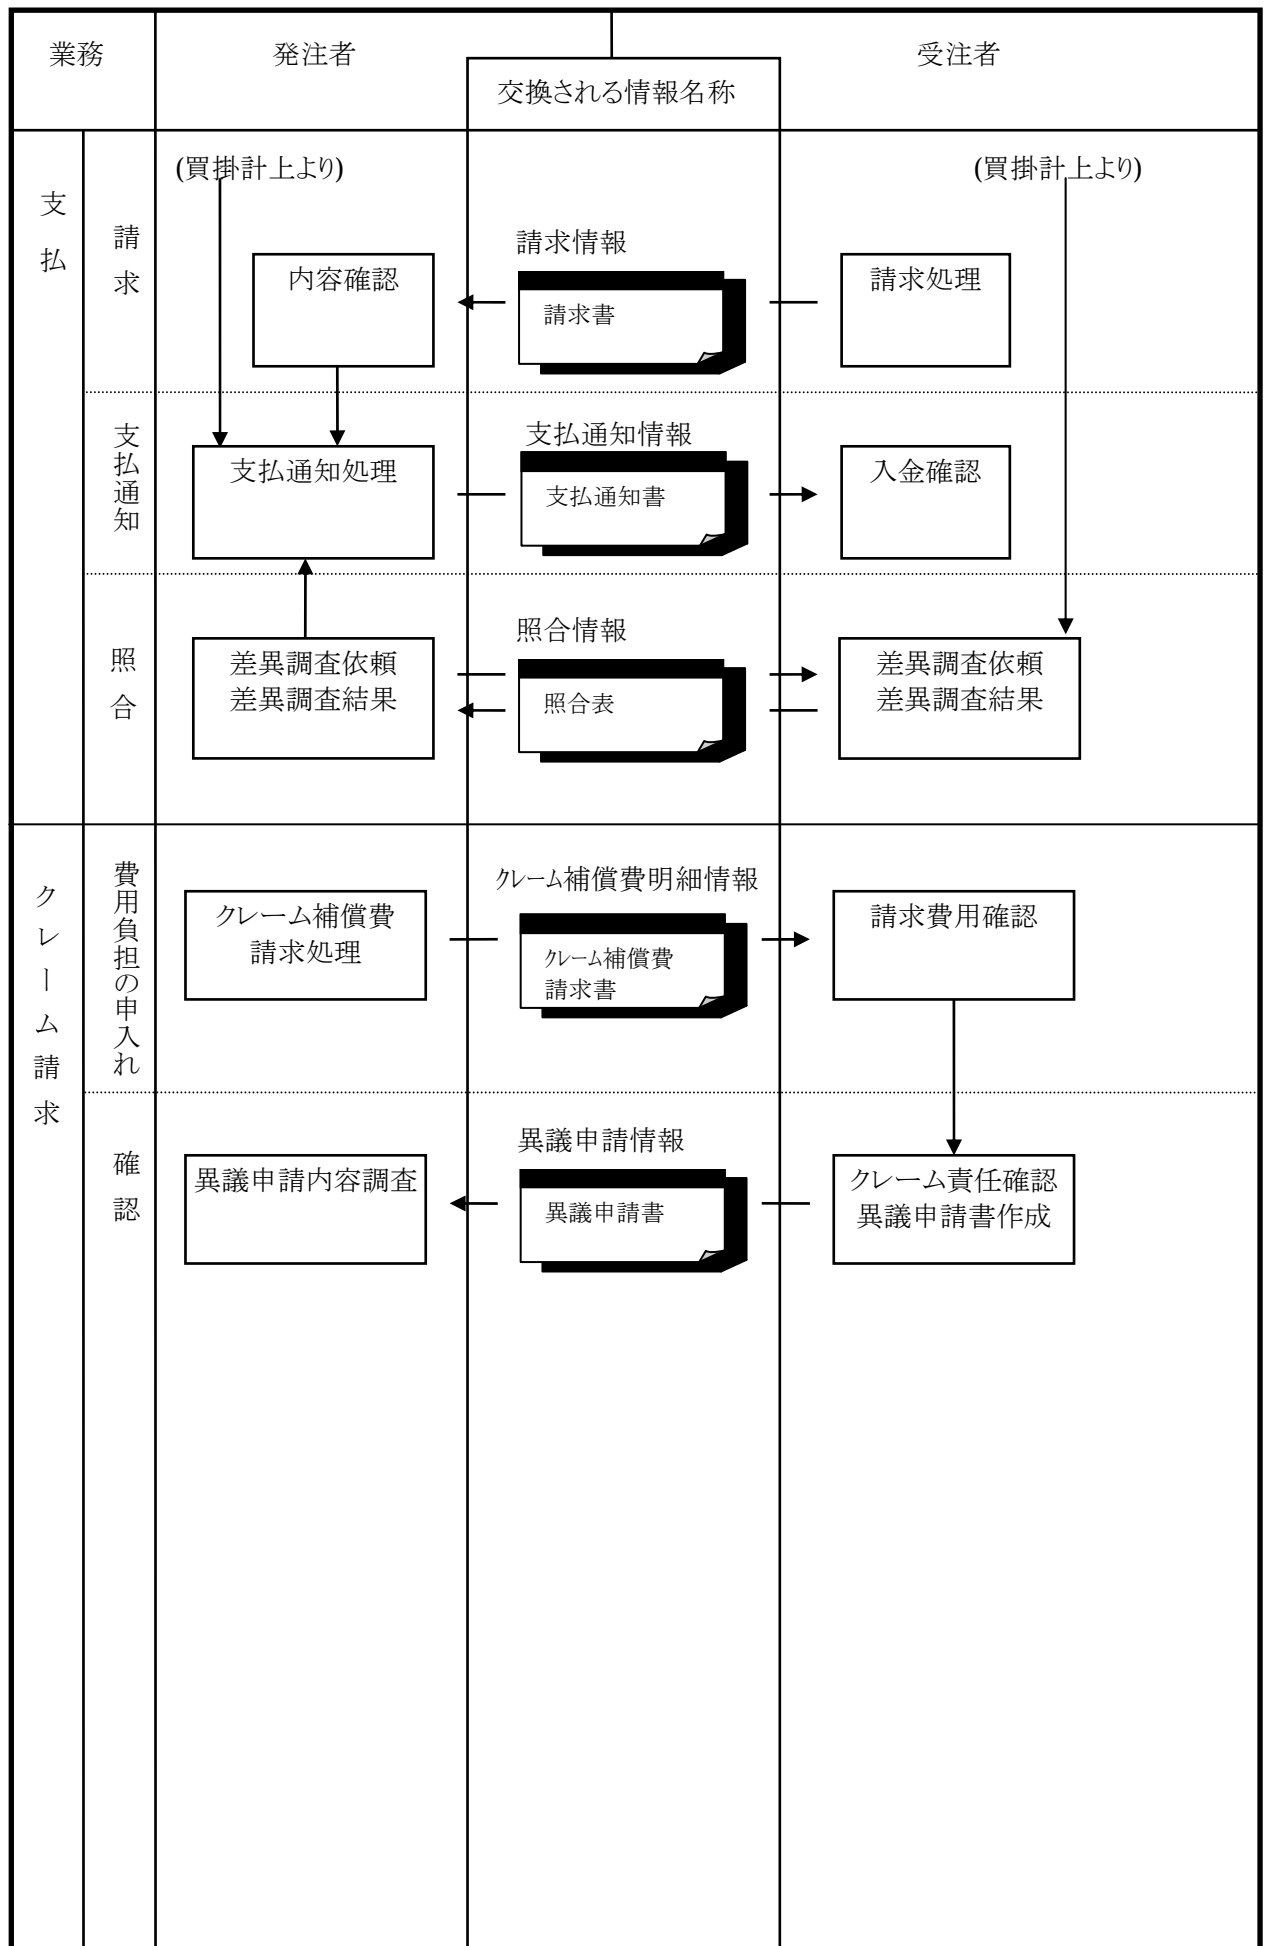 業務
発注者
受注者
交換される情報名称
支払
請求
(買掛計上より)
(買掛計上より)
請求情報
内容確認
請求書
請求処理
支払通知
支払通知情報
支払通知処理
支払通知書
入金確認
照合
照合情報
差異調査依頼
差異調査結果
照合表
差異調査依頼
差異調査結果
クレーム請求
費用負担の申入れ
クレーム補償費明細情報
クレーム補償費
請求処理
クレーム補償費
請求書
請求費用確認
確認
異議申請情報
異議申請内容調査
異議申請書
クレーム責任確認
異議申請書作成